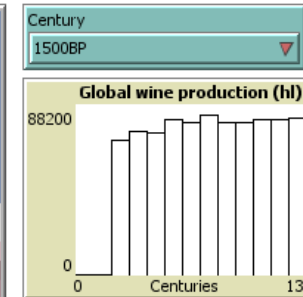 Century
1500BP
Global wine production (hl)
88200
0
0 Centuries 13